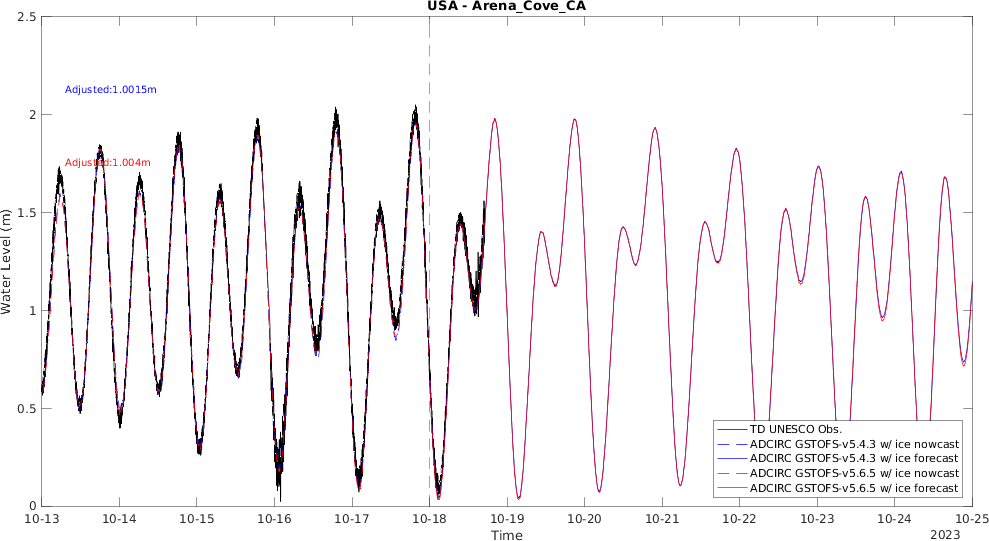 USA - Arena_Cove_CA
2.5
2
1.5
1
0.5
0
Water Level (m)
Adjusted:1.0015m
Adjusted:1.004m
TD UNESCO Obs.
ADCIRC GSTOFS-v5.4.3 w/ ice nowcast
ADCIRC GSTOFS-v5.4.3 w/ ice forecast
ADCIRC GSTOFS-v5.6.5 w/ ice nowcast
ADCIRC GSTOFS-v5.6.5 w/ ice forecast
10-13 10-14 10-15 10-16 10-17 10-18 10-19 10-20 10-21 10-22 10-23 10-24 10-25
Time
2023